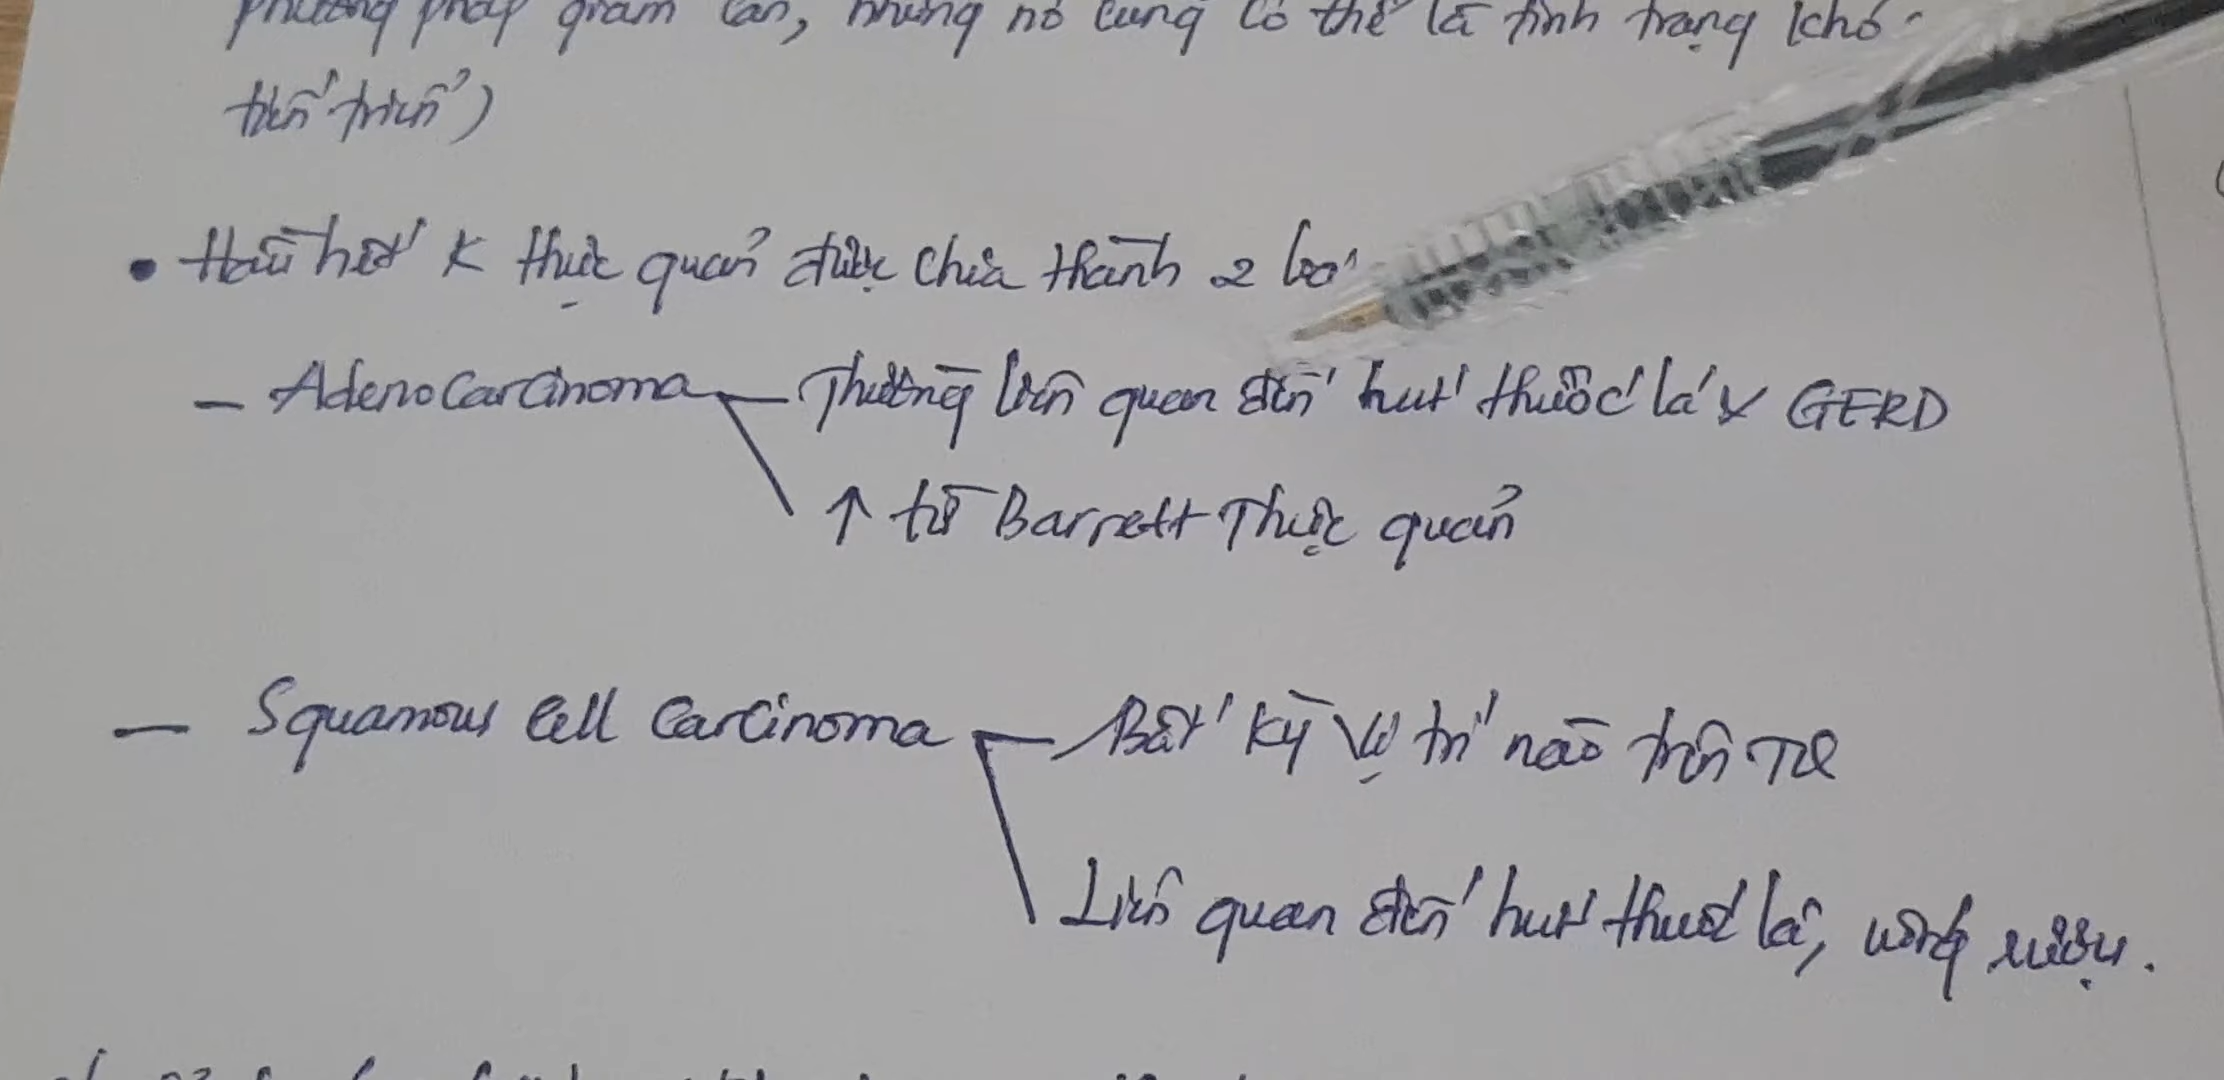 phương pháp giảm cân, nhưng nó cũng có thể là tình trạng khó
tiến triển)
• Hầu hết K thực quản được chia thành 2 loại
- Adenocarcinoma - Thường liên quan đến hút thuốc lá & GERD
↑ từ Barrett Thực quản
- Squamous Cell Carcinoma - Bất kỳ vị trí nào trên TQ
Liên quan đến hút thuốc lá, uống rượu.